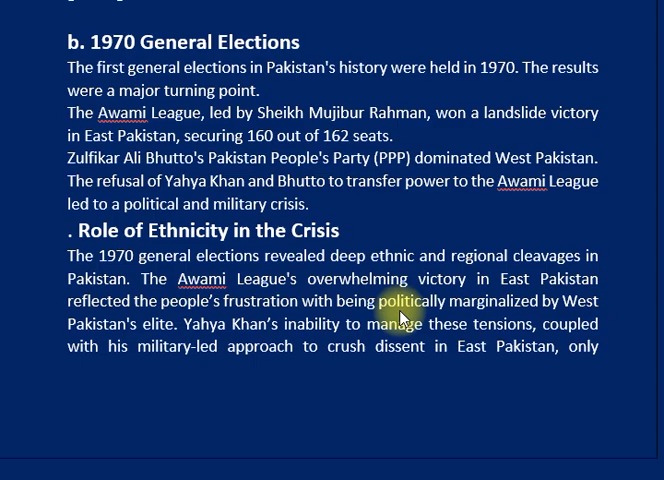 b. 1970 General Elections
The first general elections in Pakistan's history were held in 1970. The results
were a major turning point.
The Awami League, led by Sheikh Mujibur Rahman, won a landslide victory
in East Pakistan, securing 160 out of 162 seats.
Zulfikar Ali Bhutto's Pakistan People's Party (PPP) dominated West Pakistan.
The refusal of Yahya Khan and Bhutto to transfer power to the Awami League
led to a political and military crisis.
. Role of Ethnicity in the Crisis
The 1970 general elections revealed deep ethnic and regional cleavages in
Pakistan. The Awami League's overwhelming victory in East Pakistan
reflected the people’s frustration with being politically marginalized by West
Pakistan's elite. Yahya Khan’s inability to manage these tensions, coupled
with his military-led approach to crush dissent in East Pakistan, only